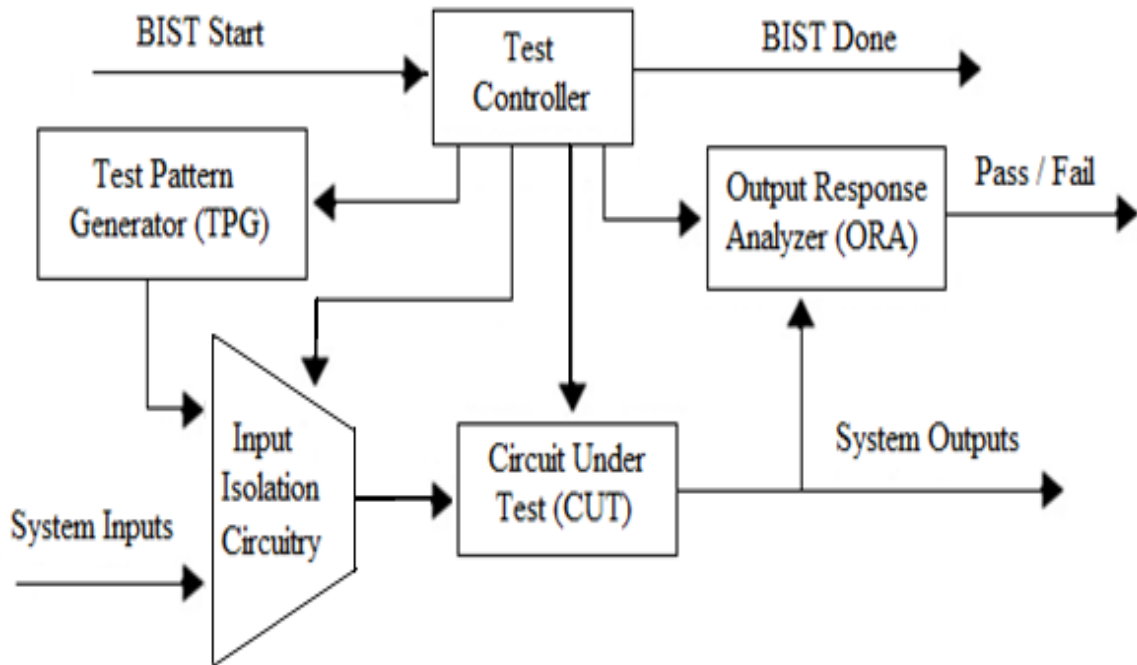 BIST Start
Test
Controller
BIST Done
Test Pattern
Generator (TPG)
Output Response
Analyzer (ORA)
Pass / Fail
Input
Isolation
Circuitry
Circuit Under
Test (CUT)
System Outputs
System Inputs